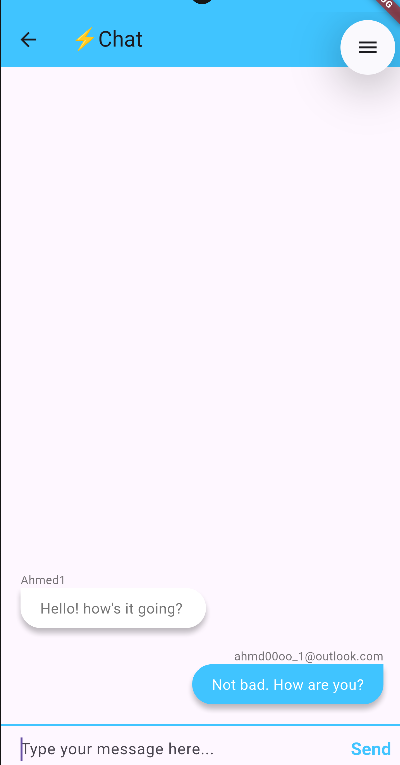 ⚡Chat
Ahmed1
Hello! how's it going?
ahmd00oo_1@outlook.com
Not bad. How are you?
Type your message here...
Send